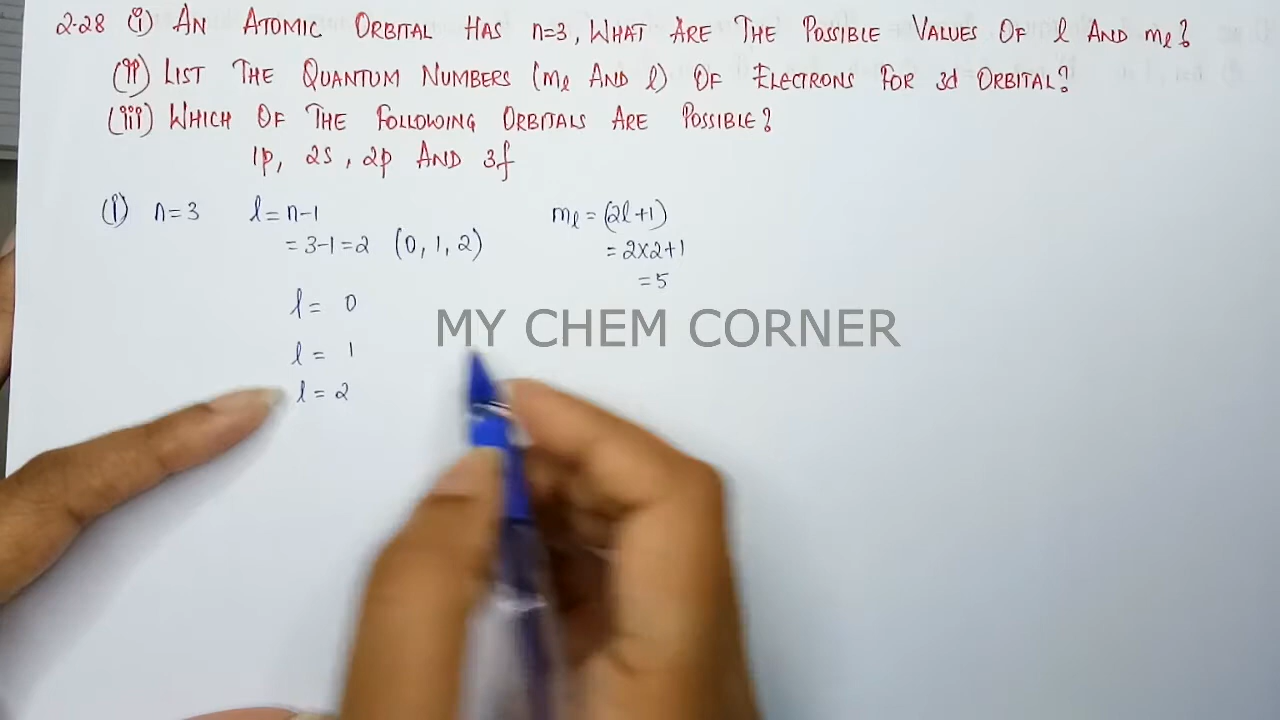 2.28 (i) AN ATOMIC ORBITAL HAS n=3, WHAT ARE THE POSSIBLE VALUES OF l AND ml?
(ii) LIST THE QUANTUM NUMBERS (ml AND l) OF ELECTRONS FOR 3d ORBITAL?
(iii) WHICH OF THE FOLLOWING ORBITALS ARE POSSIBLE?
1p, 2s, 2p AND 3f
(i) n=3 l=n-1 ml=(2l+1)
=3-1=2 (0, 1, 2) =2×2+1
=5
l= 0
MY CHEM CORNER
l= 1
l=2